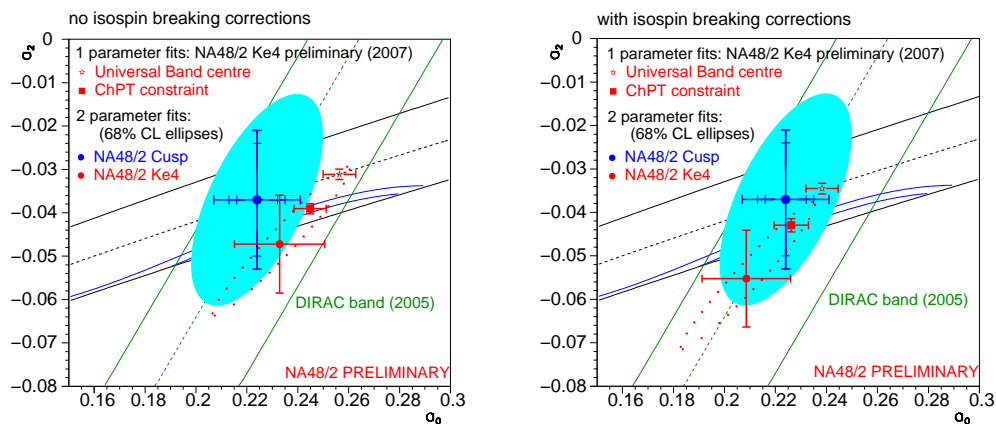 no isospin breaking corrections
a₂
0
−0.01
−0.02
−0.03
−0.04
−0.05
−0.06
−0.07
−0.08
1 parameter fits: NA48/2 Ke4 preliminary (2007)
Universal Band centre
ChPT constraint
2 parameter fits:
(68% CL ellipses)
NA48/2 Cusp
NA48/2 Ke4
DIRAC band (2005)
NA48/2 PRELIMINARY
0.16 0.18 0.2 0.22 0.24 0.26 0.28 0.3
a₀
with isospin breaking corrections
a₂
0
−0.01
−0.02
−0.03
−0.04
−0.05
−0.06
−0.07
−0.08
1 parameter fits: NA48/2 Ke4 preliminary (2007)
Universal Band centre
ChPT constraint
2 parameter fits:
(68% CL ellipses)
NA48/2 Cusp
NA48/2 Ke4
DIRAC band (2005)
NA48/2 PRELIMINARY
0.16 0.18 0.2 0.22 0.24 0.26 0.28 0.3
a₀